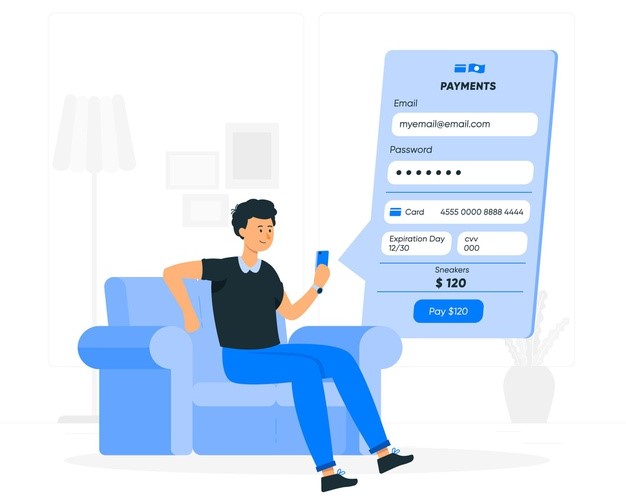 PAYMENTS
Email
myemail@email.com
Password
Card 4555 0000 8888 4444
Expiration Day
12/30
cvv
000
Sneakers
$ 120
Pay $120